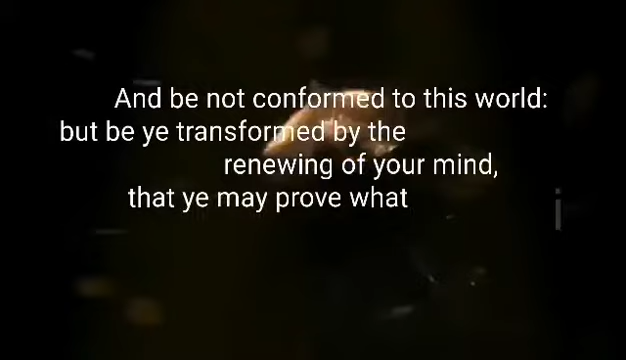 And be not conformed to this world:
but be ye transformed by the
renewing of your mind,
that ye may prove what
i